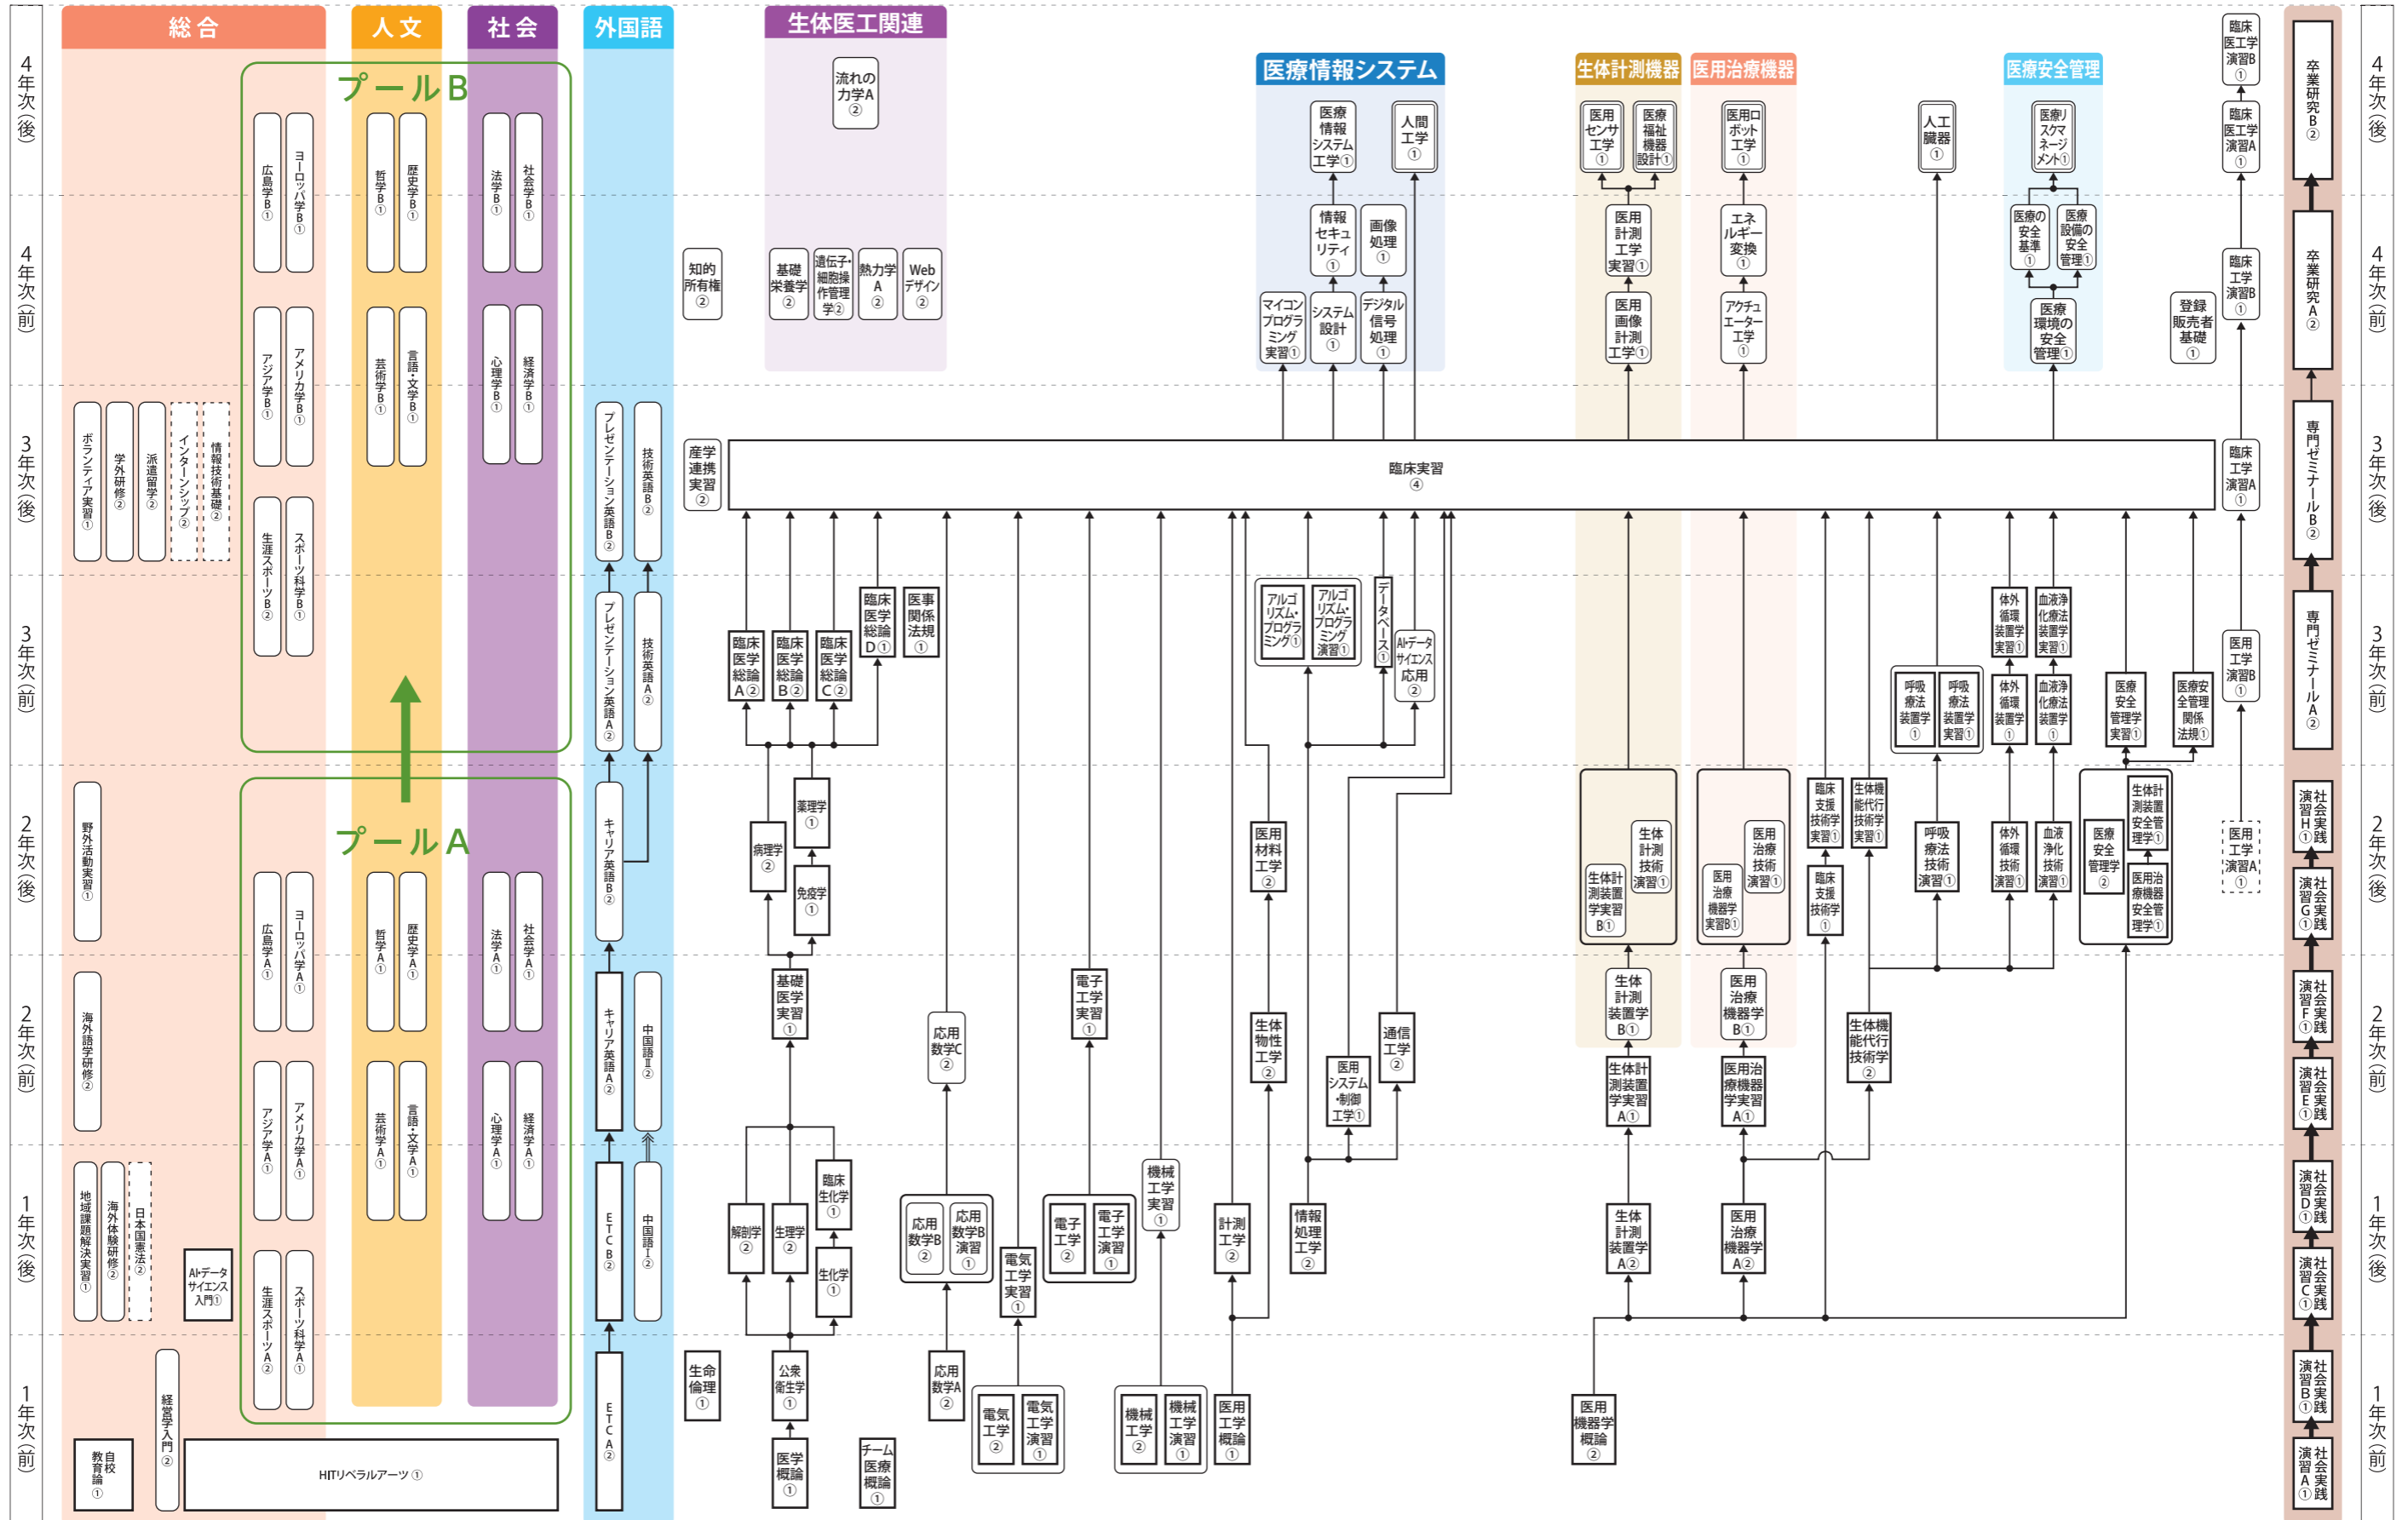 総合
人文
社会
外国語
生体医工関連
医療情報システム
生体計測機器
医用治療機器
医療安全管理
4年次(後)
プールB
広島学B①
ヨーロッパ学B①
哲学B①
歴史学B①
法学B①
社会学B①
流れの
力学A
②
医療
情報
システム
工学①
人間
工学
①
医用
センサ
工学
①
医療
福祉
機器
設計①
医用ロ
ボット
工学
①
人工
臓器
①
医療リ
スクマ
ネージ
メント①
臨床
医工学
演習B
①
臨床
医工学
演習A
①
卒業研究B②
4年次(後)
4年次(前)
アジア学B①
アメリカ学B①
芸術学B①
言語・文学B①
心理学B①
経済学B①
知的
所有権
②
基礎
栄養学
②
遺伝子・
細胞操
作管理
学②
熱力学
A
②
Web
デザイン
②
情報
セキュ
リティ
①
画像
処理
①
マイコン
プログラ
ミング
実習①
システム
設計
①
デジタル
信号
処理
①
医用
計測
工学
実習①
医用
画像
計測
工学①
エネ
ルギー
変換
①
アクチュ
エーター
工学
①
医療の
安全
基準
①
医療
設備の
安全
管理①
医療
環境の
安全
管理①
登録
販売者
基礎
①
臨床
工学
演習B
①
卒業研究A②
4年次(前)
3年次(後)
ボランティア実習①
学外研修②
派遣留学②
インターンシップ②
情報技術基礎②
生涯スポーツB②
スポーツ科学B①
プレゼンテーション英語B②
技術英語B②
産学
連携
実習
②
臨床実習
④
臨床
工学
演習A
①
専門ゼミナールB②
3年次(後)
3年次(前)
プレゼンテーション英語A②
技術英語A②
臨床
医学
総論
A②
臨床
医学
総論
B②
臨床
医学
総論
C②
臨床
医学
総論
D①
医事
関係
法規
①
アルゴ
リズム・
プログラ
ミング①
アルゴ
リズム・
プログラ
ミング
演習①
データベース①
AI・データ
サイエンス
応用
②
呼吸
療法
装置学
①
呼吸
療法
装置学
実習①
体外
循環
装置学
実習①
体外
循環
装置学
①
血液浄
化療法
装置学
実習①
血液浄
化療法
装置学
①
医療
安全
管理学
実習①
医療安
全管理
関係
法規①
医用
工学
演習B
①
専門ゼミナールA②
3年次(前)
2年次(後)
プールA
野外活動実習①
広島学A①
ヨーロッパ学A①
哲学A①
歴史学A①
法学A①
社会学A①
キャリア英語B②
病理学
②
薬理学
①
免疫学
①
医用
材料
工学
②
生体計
測装置
学実習
B①
生体
計測
技術
演習①
医用
治療
機器学
実習B①
医用
治療
技術
演習①
臨床
支援
技術学
実習①
臨床
支援
技術学
①
生体機
能代行
技術学
実習①
呼吸
療法
技術
演習①
体外
循環
技術
演習①
血液
浄化
技術
演習①
医療
安全
管理学
②
生体計
測装置
安全管
理学①
医用治
療機器
安全管
理学①
医用
工学
演習A
①
社会実践
演習H①
社会実践
演習G①
2年次(後)
2年次(前)
海外語学研修②
アジア学A①
アメリカ学A①
芸術学A①
言語・文学A①
心理学A①
経済学A①
キャリア英語A②
中国語Ⅱ②
基礎
医学
実習
①
応用
数学C
②
電子
工学
実習
①
生体
物性
工学
②
医用
システム
・制御
工学①
通信
工学
②
生体
計測
装置学
B①
生体計
測装置
学実習
A①
医用
治療
機器学
B①
医用治
療機器
学実習
A①
生体機
能代行
技術学
②
社会実践
演習F①
社会実践
演習E①
2年次(前)
1年次(後)
地域課題解決実習①
海外体験研修②
日本国憲法②
AI・データ
サイエンス
入門①
生涯スポーツA②
スポーツ科学A①
ETCB②
中国語Ⅰ②
解剖学
②
生理学
②
臨床
生化学
①
生化学
①
応用
数学B
②
応用
数学B
演習
①
電気
工学
実習
①
電子
工学
②
電子
工学
演習
①
機械
工学
実習
①
計測
工学
②
情報
処理
工学
②
生体
計測
装置学
A②
医用
治療
機器学
A②
社会実践
演習D①
社会実践
演習C①
1年次(後)
1年次(前)
自校
教育論①
経営学入門②
HITリベラルアーツ ①
ETCA②
生命
倫理
①
公衆
衛生学
①
医学
概論
①
チーム
医療
概論
①
応用
数学A
②
電気
工学
②
電気
工学
演習
①
機械
工学
②
機械
工学
演習
①
医用
工学
概論
①
医用
機器学
概論
②
社会実践
演習B①
社会実践
演習A①
1年次(前)